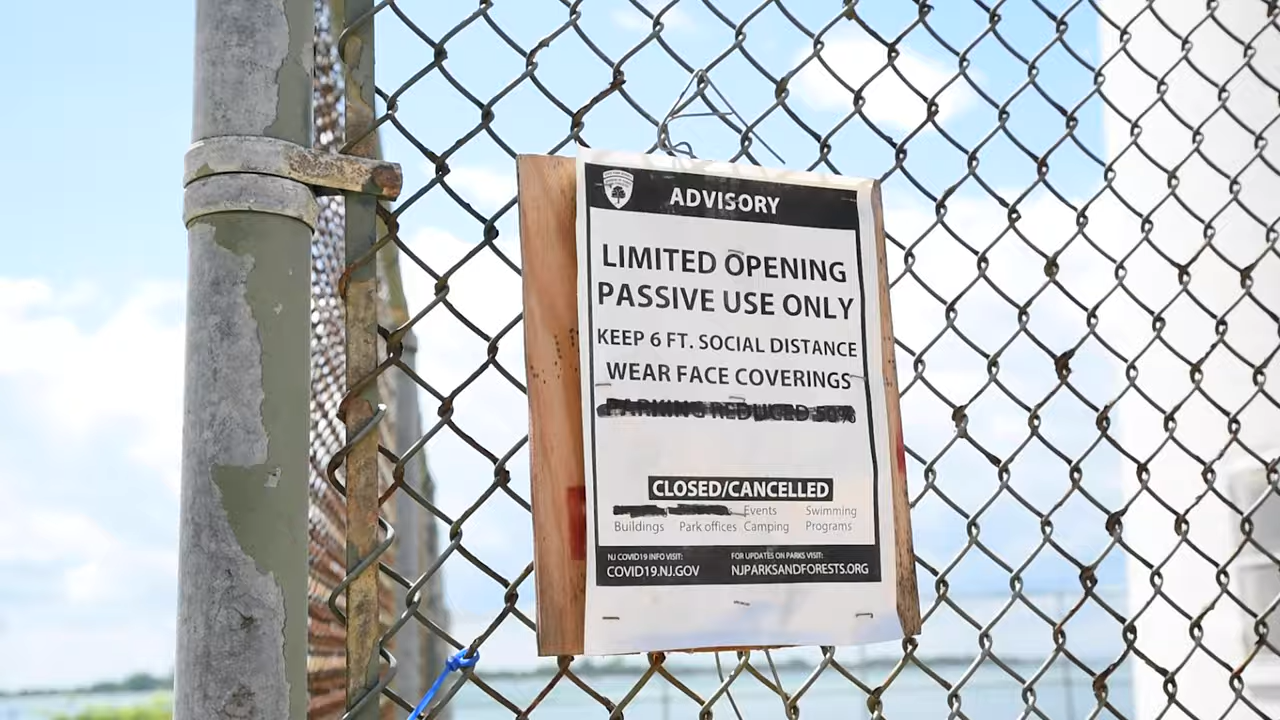 ADVISORY
LIMITED OPENING
PASSIVE USE ONLY
KEEP 6 FT. SOCIAL DISTANCE
WEAR FACE COVERINGS
PARKING REDUCED 50%
CLOSED/CANCELLED
Events Swimming
Buildings Park offices Camping Programs
NJ COVID19 INFO VISIT: FOR UPDATES ON PARKS VISIT:
COVID19.NJ.GOV NJPARKSANDFORESTS.ORG